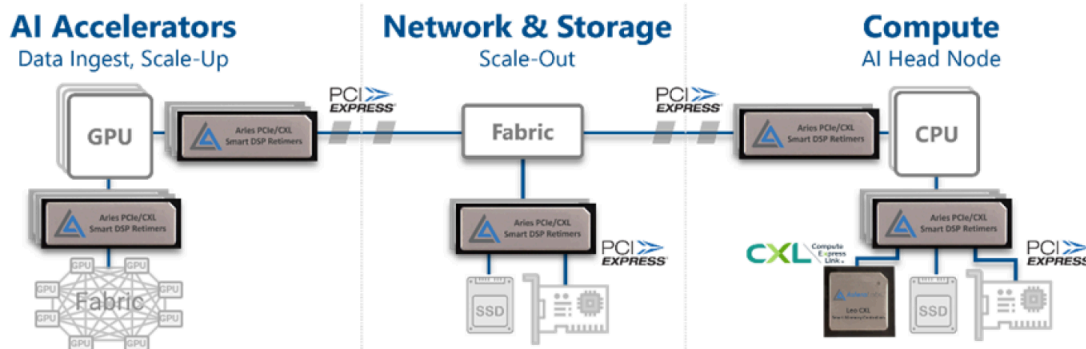 AI Accelerators
Data Ingest, Scale-Up
Network & Storage
Scale-Out
Compute
AI Head Node
GPU
Aries PCIe/CXL
Smart DSP Retimers
PCI
EXPRESS®
Fabric
PCI
EXPRESS®
Aries PCIe/CXL
Smart DSP Retimers
CPU
Aries PCIe/CXL
Smart DSP Retimers
Aries PCIe/CXL
Smart DSP Retimers
PCI
EXPRESS®
Aries PCIe/CXL
Smart DSP Retimers
CXL
Compute
Express
Link
PCI
EXPRESS®
GPU
GPU
GPU
GPU
GPU
GPU
GPU
GPU
Fabric
SSD
Leo CXL
SSD